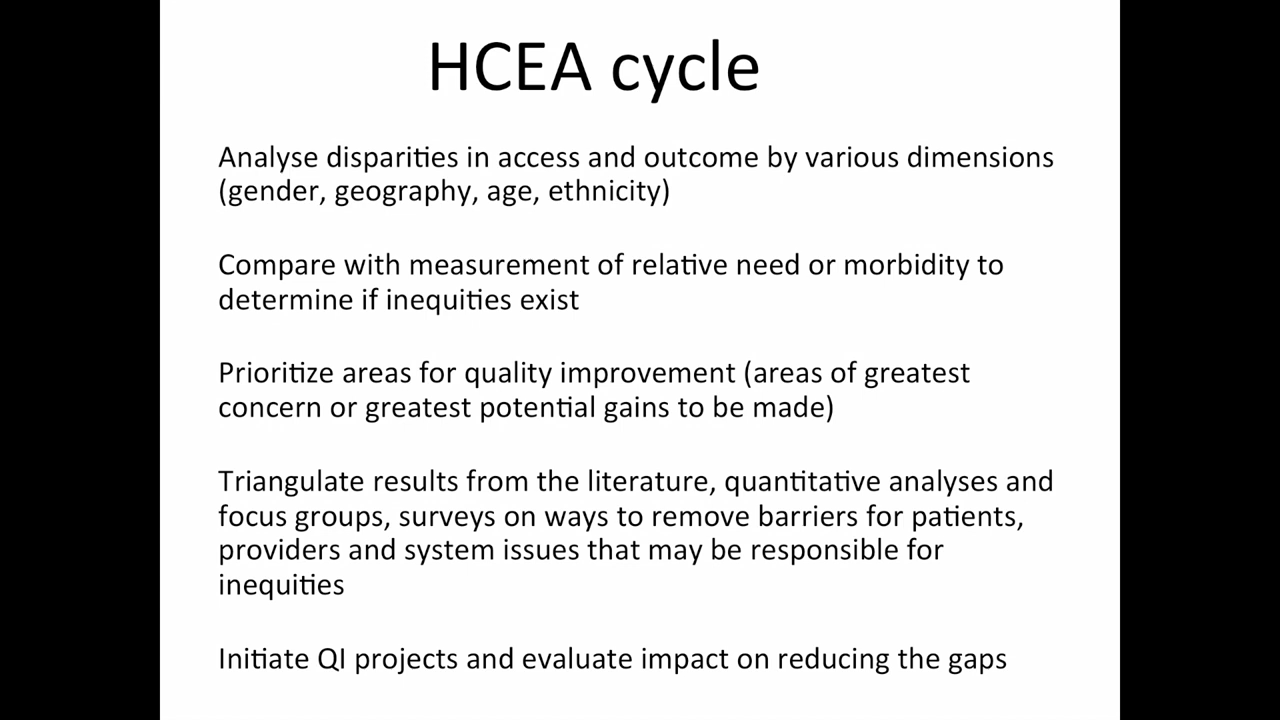 HCEA cycle
Analyse disparities in access and outcome by various dimensions
(gender, geography, age, ethnicity)
Compare with measurement of relative need or morbidity to
determine if inequities exist
Prioritize areas for quality improvement (areas of greatest
concern or greatest potential gains to be made)
Triangulate results from the literature, quantitative analyses and
focus groups, surveys on ways to remove barriers for patients,
providers and system issues that may be responsible for
inequities
Initiate QI projects and evaluate impact on reducing the gaps